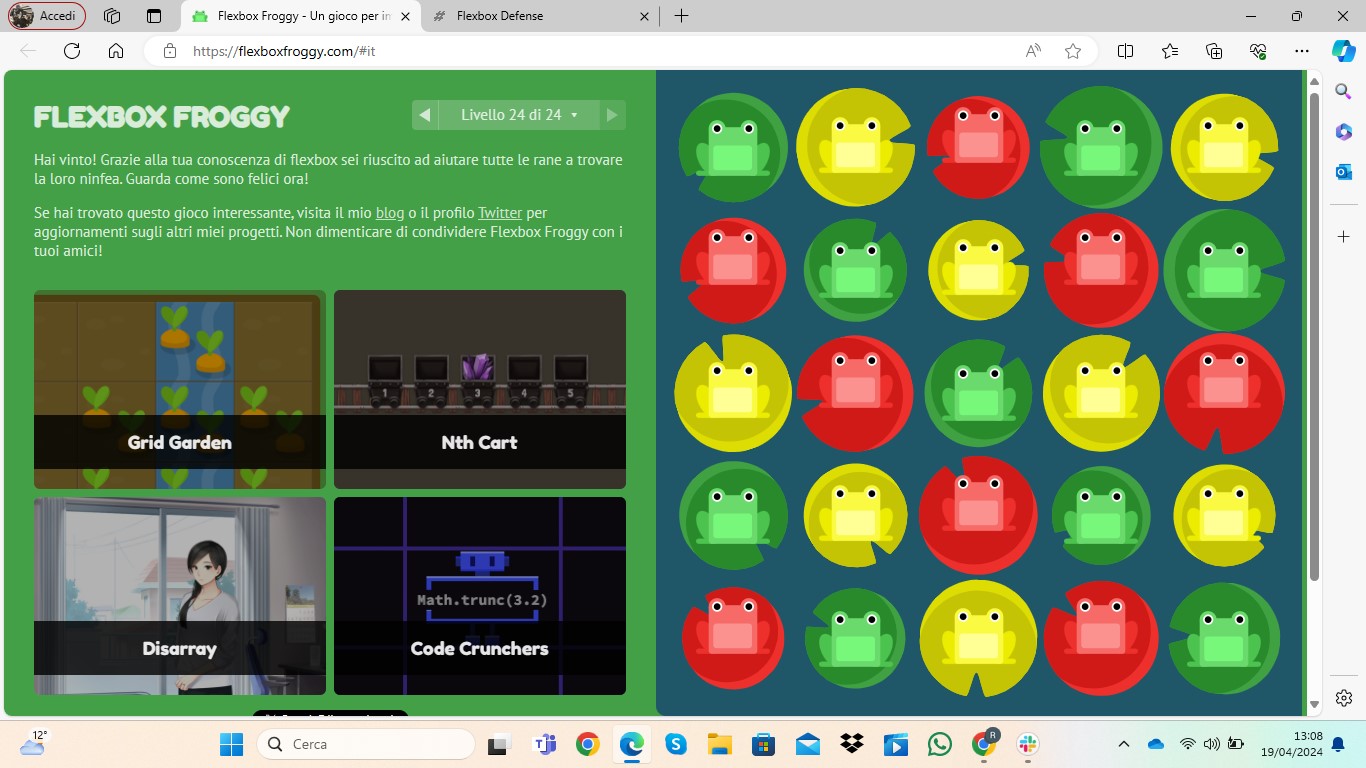 Accedi
Flexbox Froggy - Un gioco per in
Flexbox Defense
https://flexboxfroggy.com/#it
FLEXBOX FROGGY
Livello 24 di 24
Hai vinto! Grazie alla tua conoscenza di flexbox sei riuscito ad aiutare tutte le rane a trovare
la loro ninfea. Guarda come sono felici ora!
Se hai trovato questo gioco interessante, visita il mio blog o il profilo Twitter per
aggiornamenti sugli altri miei progetti. Non dimenticare di condividere Flexbox Froggy con i
tuoi amici!
Grid Garden
1 2 3 4 5
Nth Cart
Disarray
Math.trunc(3.2)
Code Crunchers
12°
Cerca
R
13:08
19/04/2024